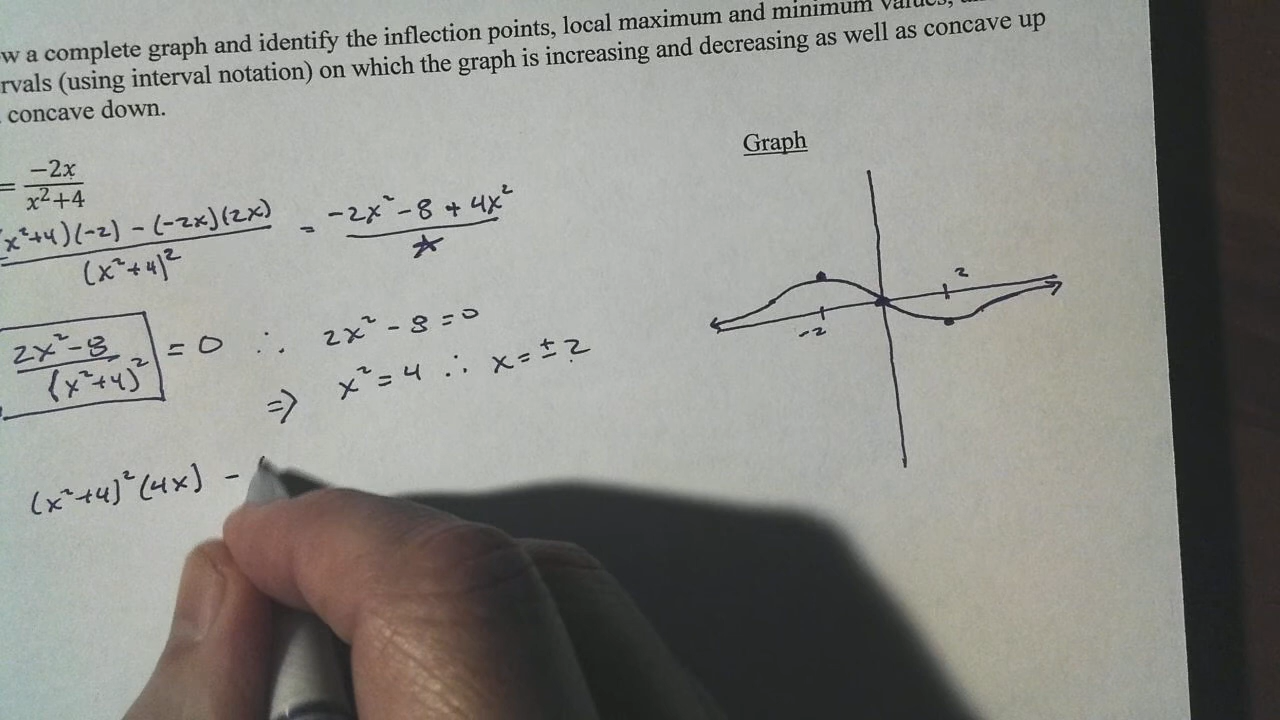 w a complete graph and identify the inflection points, local maximum and minimum values,
rvals (using interval notation) on which the graph is increasing and decreasing as well as concave up
concave down.
Graph
= -2x / x²+4
(x²+4)(-2) - (-2x)(2x) / (x²+4)² = -2x² - 8 + 4x² / ☆
2x²-8 / (x²+4)² = 0 ∴ 2x² - 8 = 0
⇒ x² = 4 ∴ x = ±2
(x²+4)²(4x) -
-2
2